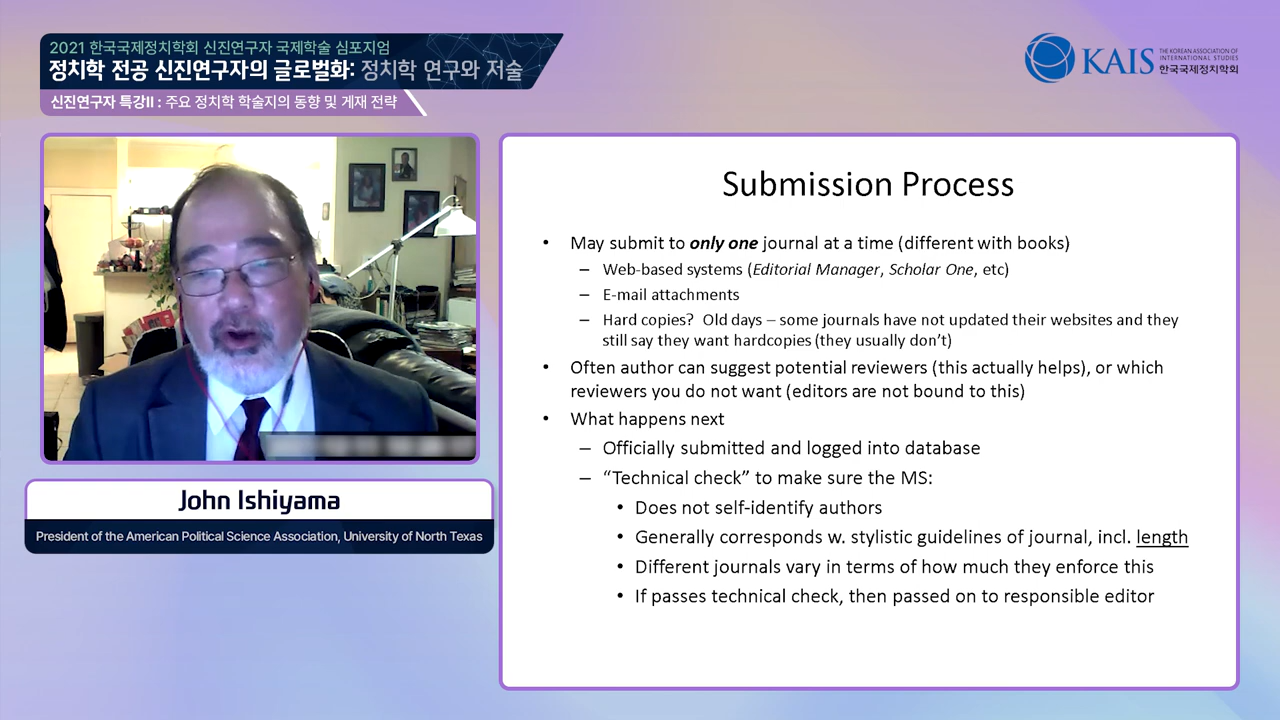 2021 한국국제정치학회 신진연구자 국제학술 심포지엄
정치학 전공 신진연구자의 글로벌화: 정치학 연구와 저술
신진연구자 특강II : 주요 정치학 학술지의 동향 및 게재 전략
KAIS
THE KOREAN ASSOCIATION OF
INTERNATIONAL STUDIES
한국국제정치학회
John Ishiyama
President of the American Political Science Association, University of North Texas
Submission Process
• May submit to only one journal at a time (different with books)
– Web-based systems (Editorial Manager, Scholar One, etc)
– E-mail attachments
– Hard copies? Old days – some journals have not updated their websites and they
still say they want hardcopies (they usually don’t)
• Often author can suggest potential reviewers (this actually helps), or which
reviewers you do not want (editors are not bound to this)
• What happens next
– Officially submitted and logged into database
– “Technical check” to make sure the MS:
• Does not self-identify authors
• Generally corresponds w. stylistic guidelines of journal, incl. length
• Different journals vary in terms of how much they enforce this
• If passes technical check, then passed on to responsible editor